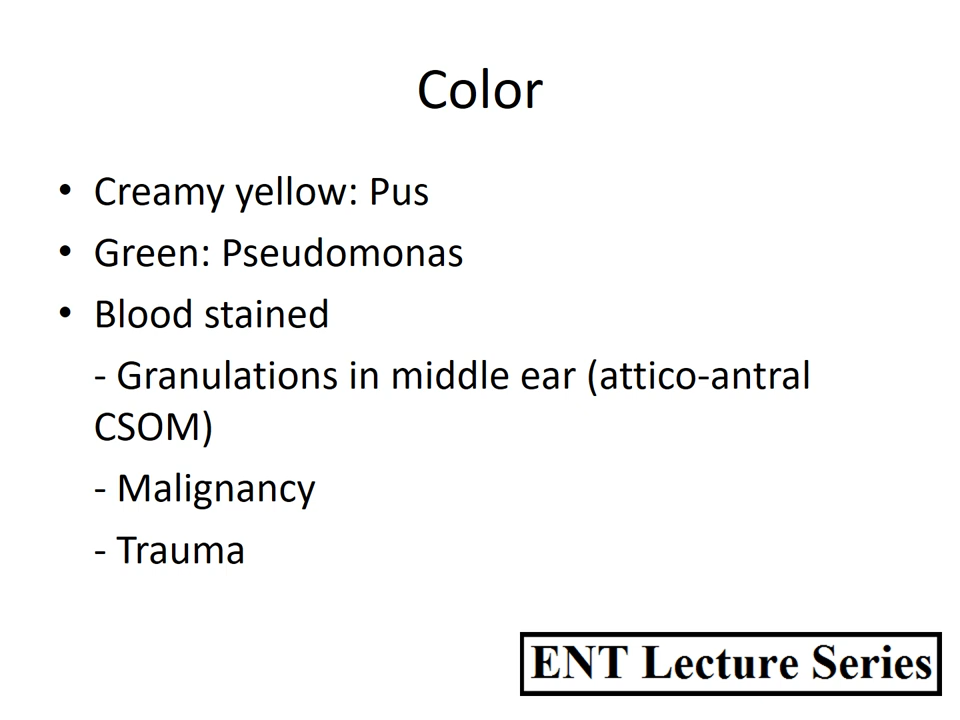 Color
• Creamy yellow: Pus
• Green: Pseudomonas
• Blood stained
- Granulations in middle ear (attico-antral
CSOM)
- Malignancy
- Trauma
ENT Lecture Series